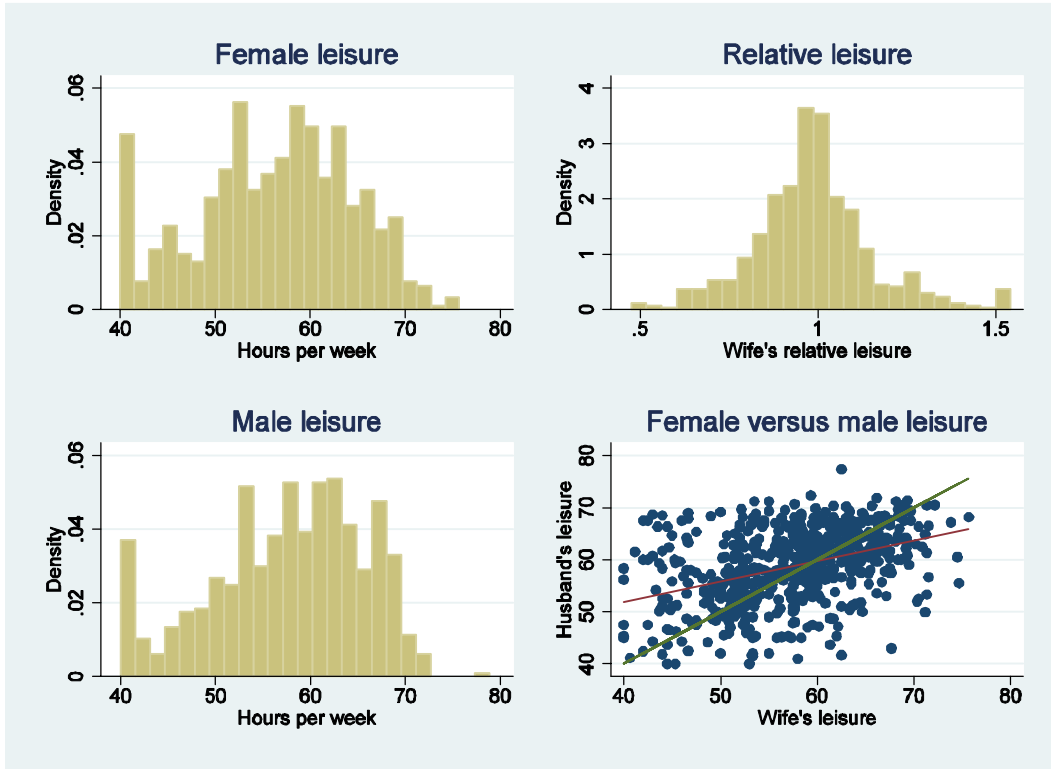 Female leisure
Density
0
.02
.04
.06
40 50 60 70 80
Hours per week
Relative leisure
Density
0
1
2
3
4
.5 1 1.5
Wife's relative leisure
Male leisure
Density
0
.02
.04
.06
40 50 60 70 80
Hours per week
Female versus male leisure
Husband's leisure
40
50
60
70
80
40 50 60 70 80
Wife's leisure